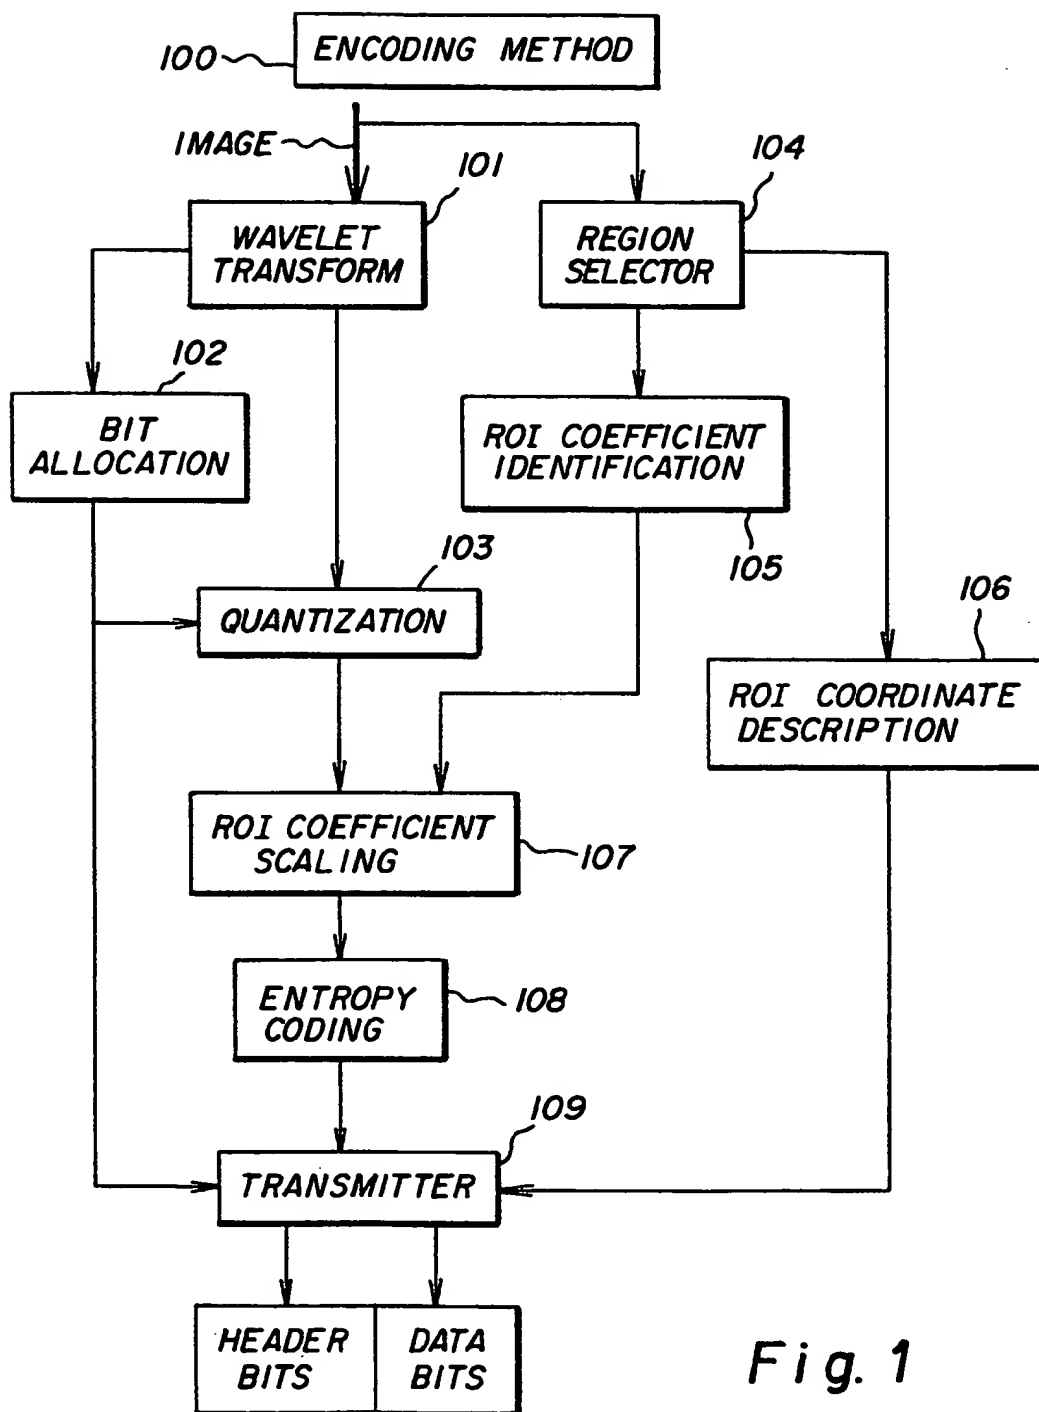 100
ENCODING METHOD
IMAGE
101
104
WAVELET
TRANSFORM
REGION
SELECTOR
102
BIT
ALLOCATION
ROI COEFFICIENT
IDENTIFICATION
103
105
QUANTIZATION
106
ROI COORDINATE
DESCRIPTION
ROI COEFFICIENT
SCALING
107
ENTROPY
CODING
108
109
TRANSMITTER
HEADER
BITS
DATA
BITS
Fig. 1